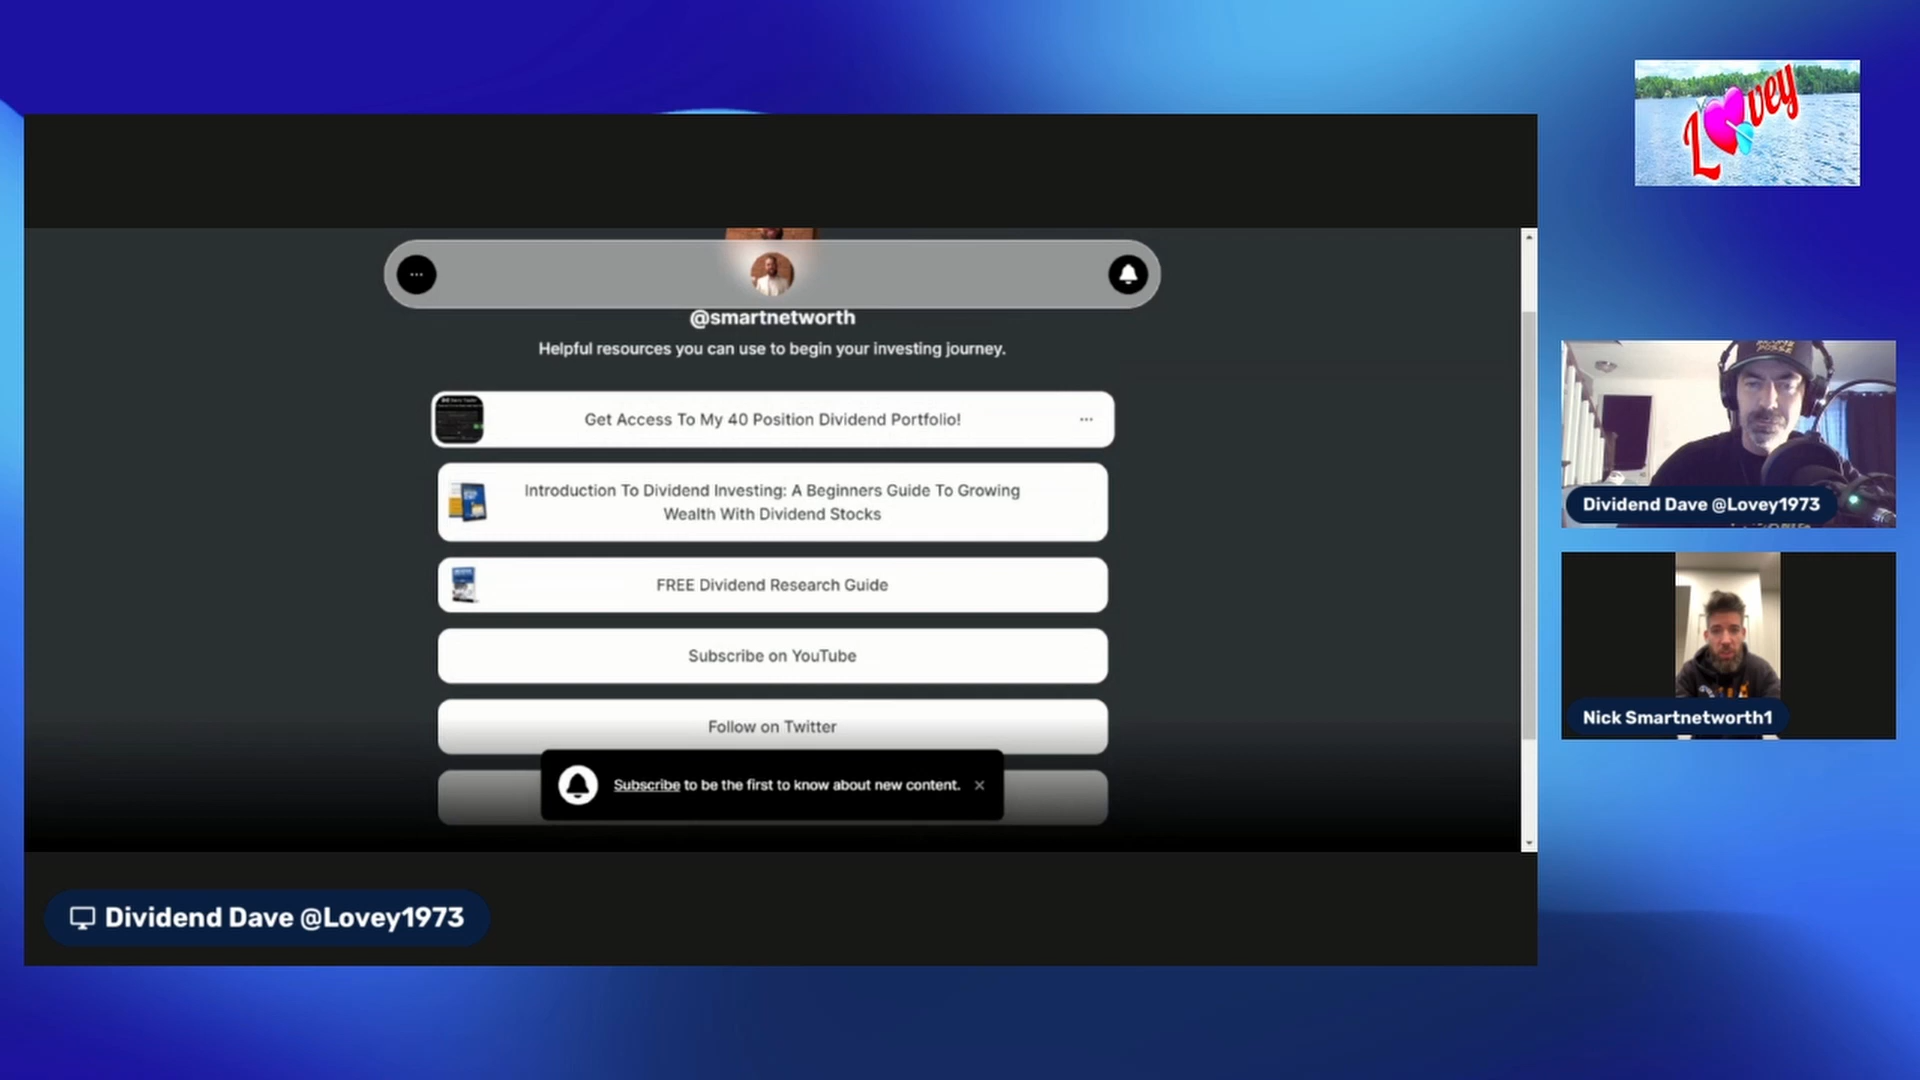 Lovey
@smartnetworth
Helpful resources you can use to begin your investing journey.
Get Access To My 40 Position Dividend Portfolio!
Introduction To Dividend Investing: A Beginners Guide To Growing
Wealth With Dividend Stocks
FREE Dividend Research Guide
Subscribe on YouTube
Follow on Twitter
Subscribe to be the first to know about new content.
Dividend Dave @Lovey1973
Nick Smartnetworth1
Dividend Dave @Lovey1973